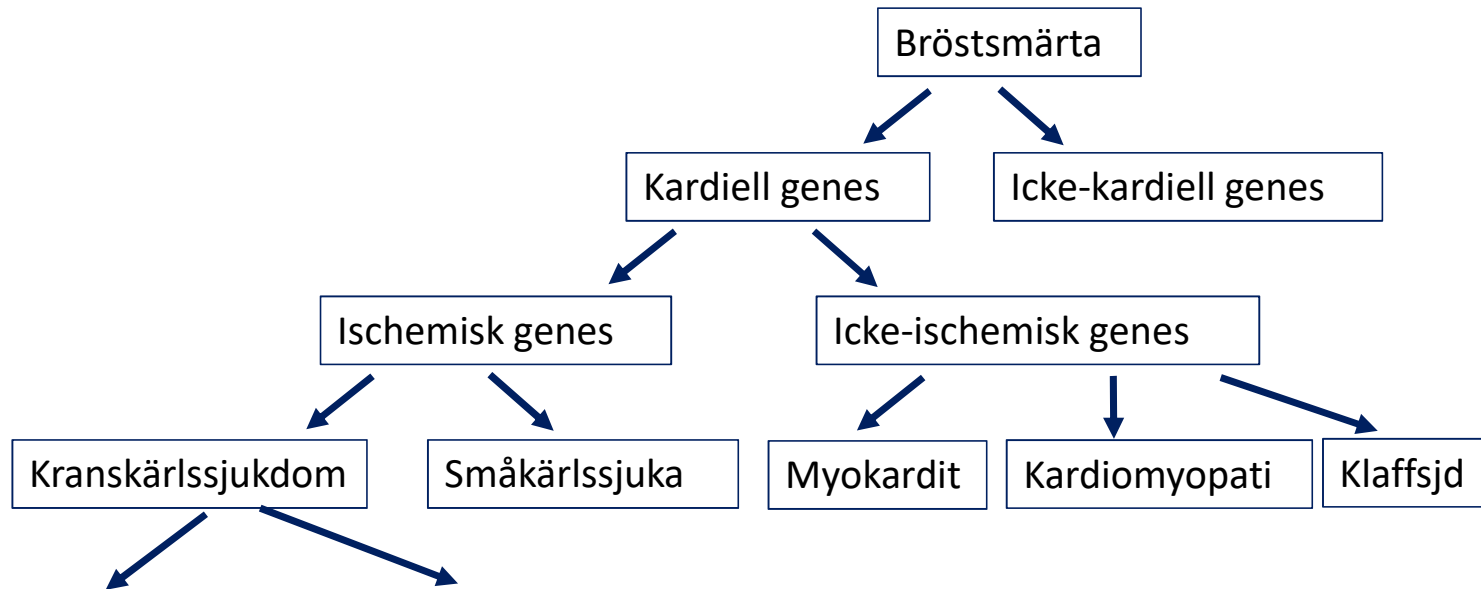 Bröstsmärta
Kardiell genes
Icke-kardiell genes
Ischemisk genes
Icke-ischemisk genes
Kranskärlssjukdom
Småkärlssjuka
Myokardit
Kardiomyopati
Klaffsjd